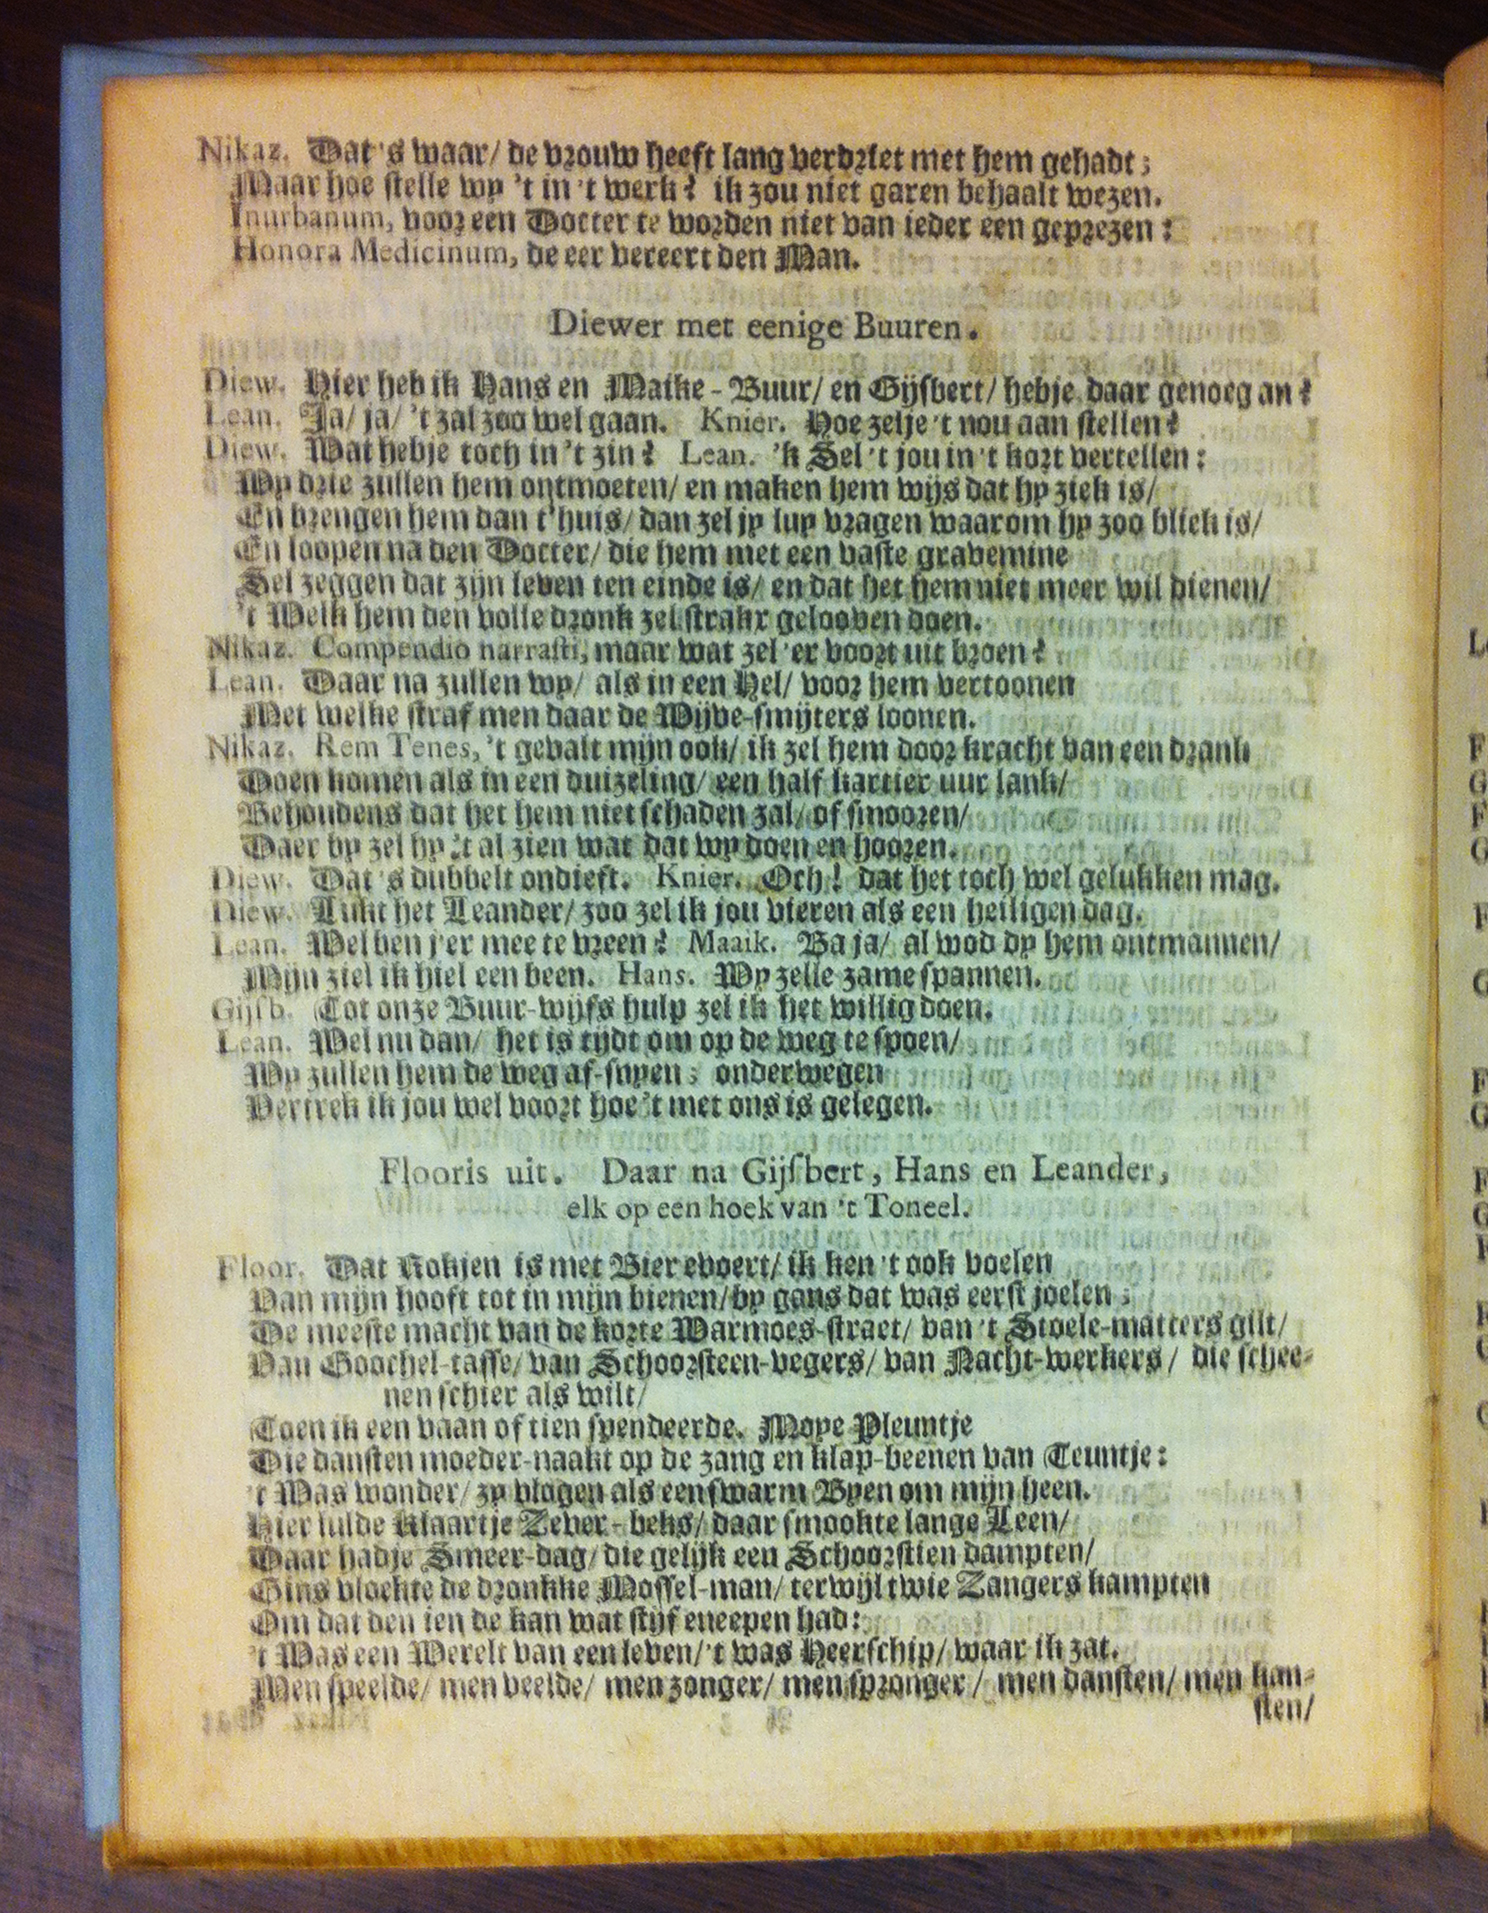 Nikaz. Dat 's waar/ de vrouw heeft lang verdriet met hem gehadt;
Maar hoe stelle wy 't in 't werk? ik zou niet garen behaalt wezen.
Inurbanum, voor een Docter te worden niet van ieder een geprezen:
Honora Medicinum, de eer vereert den Man.
Diewer met eenige Buuren.
Diew. Hier heb ik Hans en Maike-Buur/ en Gijsbert/ hebje daar genoeg an?
Lean. Ja/ ja/ 't zal zoo wel gaan. Knier. Hoe zelje 't nou aan stellen?
Diew. Wat hebje toch in 't zin? Lean. 'k Sel 't jou in 't kort vertellen:
Wy drie zullen hem ontmoeten/ en maken hem wijs dat hy ziek is/
En brengen hem dan t'huis/ dan zel jy luy vragen waarom hy zoo bliek is/
En loopen na den Docter/ die hem met een vaste gravemine
Sel zeggen dat zijn leven ten einde is/ en dat het hem niet meer wil dienen/
't Welk hem den volle dronk zel strakx gelooven doen.
Nikaz. Compendio narrasti, maar wat zel 'er voort uit broen?
Lean. Daar na zullen wy/ als in een Hel/ voor hem vertoonen
Met welke straf men daar de Wijve-smijters loonen.
Nikaz. Rem Tenes, 't gevalt mijn ook/ ik zel hem door kracht van een drank
Doen komen als in een duizeling/ een half kartier uur lank/
Behoudens dat het hem niet schaden zal/ of smooren/
Daer by zel hy 't al zien wat dat wy doen en hooren.
Diew. Dat 's dubbelt ondieft. Knier. Och! dat het toch wel gelukken mag.
Diew. Lukt het Leander/ zoo zel ik jou vieren als een heiligen dag.
Lean. Wel ben j'er mee te vreen? Maaik. Ba ja/ al wod dy hem ontmannen/
Mijn ziel ik hiel een been. Hans. Wy zelle zame spannen.
Gijsb. Tot onze Buur-wijfs hulp zel ik het willig doen.
Lean. Wel nu dan/ het is tijdt om op de weg te spoen/
Wy zullen hem de weg af-snyen; onderwegen
Vertrek ik jou wel voort hoe 't met ons is gelegen.
Flooris uit. Daar na Gijsbert, Hans en Leander,
elk op een hoek van 't Toneel.
Floor. Dat Rokjen is met Bier evoert/ ik ken 't ook voelen
Van mijn hooft tot in mijn bienen/ by gans dat was eerst joelen;
De meeste macht van de korte Warmoes-straet/ van 't Stoele-matters gilt/
Van Goochel-tasse/ van Schoorsteen-vegers/ van Nacht-werkers/ die schee-
nen schier als wilt/
Toen ik een vaan of tien spendeerde. Mope Pleuntje
Die dansten moeder-naakt op de zang en klap-beenen van Teuntje:
't Was wonder/ zy vlogen als een swarm Byen om mijn heen.
Hier lulde Klaartje Zever-beks/ daar smookte lange Leen/
Daar hadje Smeer-dag/ die gelijk een Schoorstien dampten/
Gins vloekte de dronkke Mossel-man/ terwijl twie Zangers kampten
Om dat den ien de kan wat stijf eneepen had:
't Was een Werelt van een leven/ 't was Heerschip/ waar ik zat.
Men speelde/ men veelde/ men zonger/ men spronger/ men dansten/ men kan-
sten/